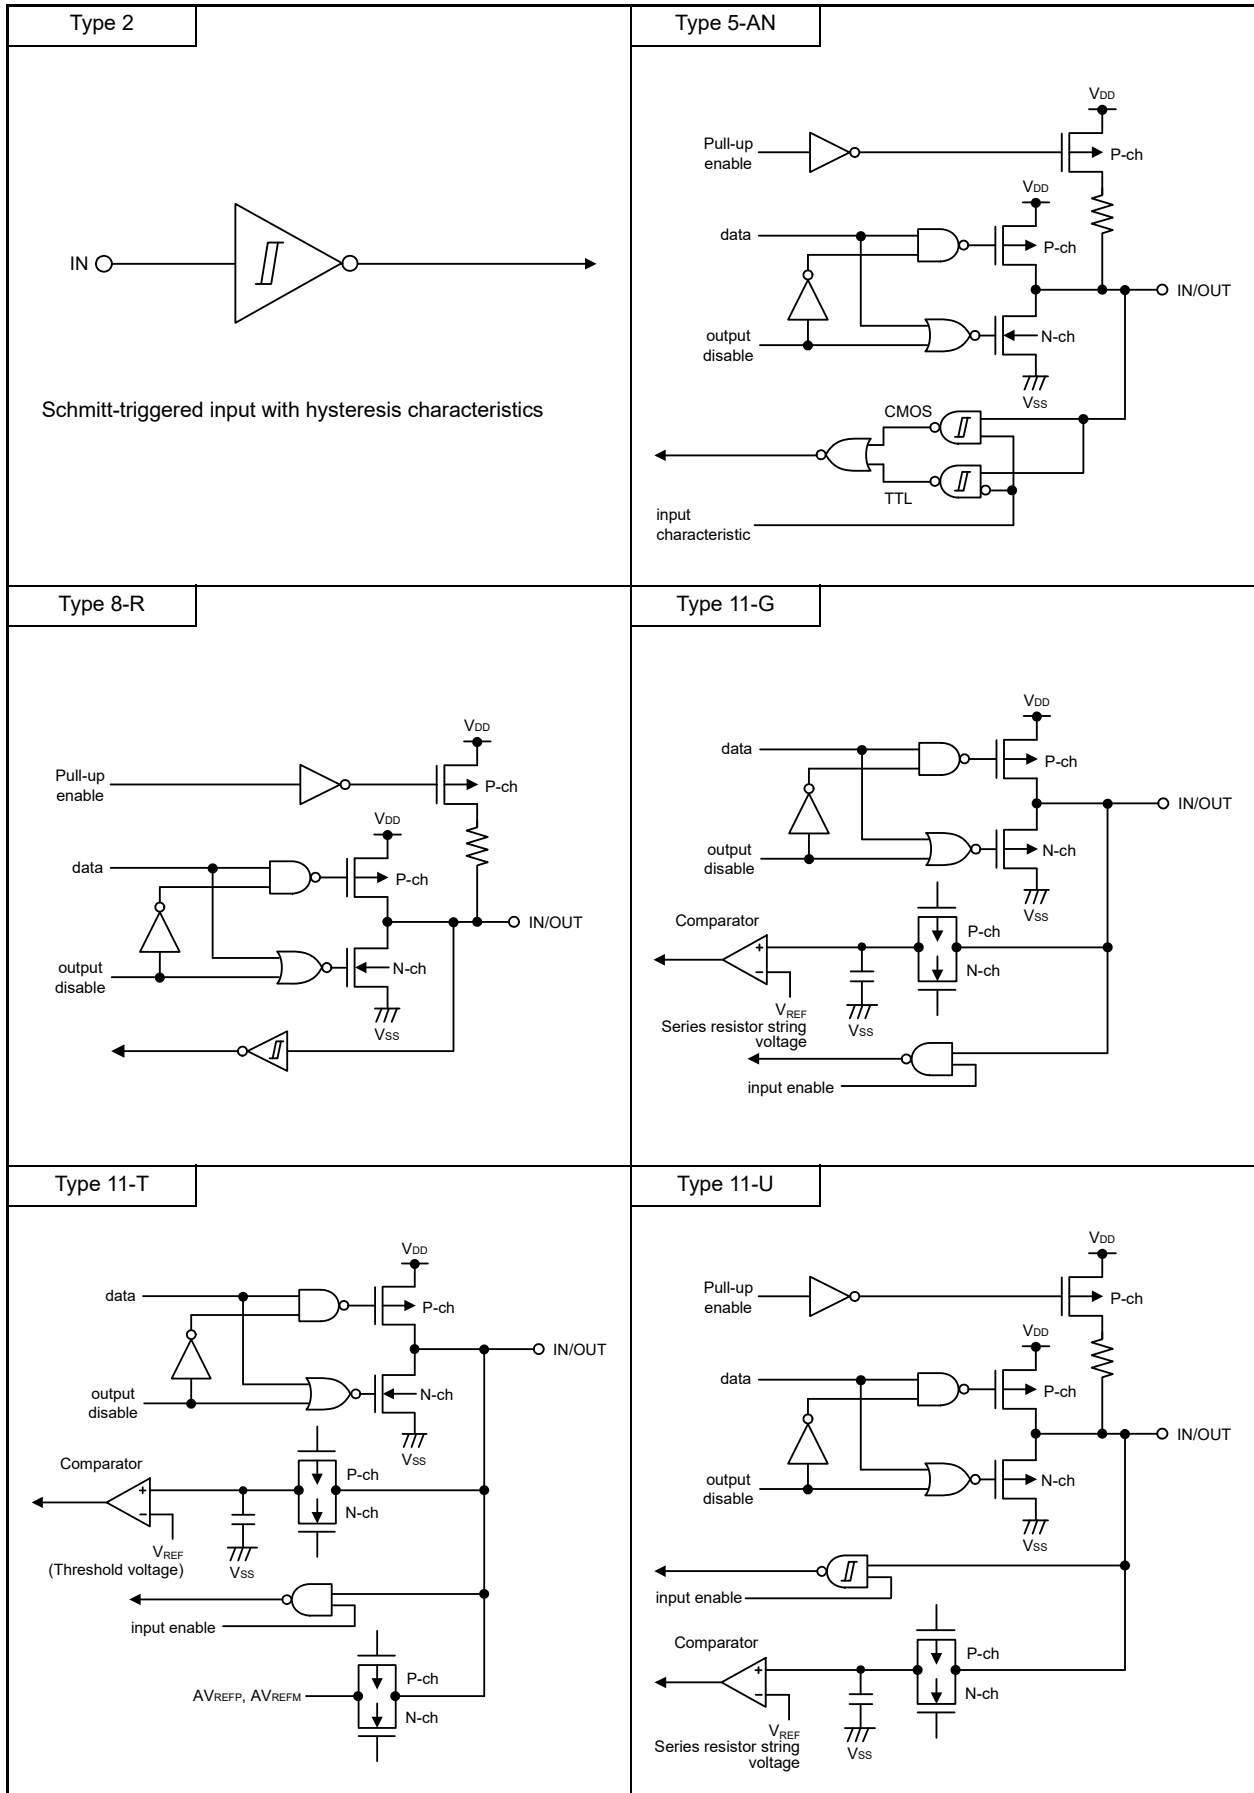 Type 2
IN
Schmitt-triggered input with hysteresis characteristics
Type 5-AN
VDD
Pull-up
enable
P-ch
VDD
data
P-ch
IN/OUT
output
disable
N-ch
VSS
CMOS
TTL
input
characteristic
Type 8-R
VDD
Pull-up
enable
P-ch
VDD
data
P-ch
IN/OUT
output
disable
N-ch
VSS
Type 11-G
VDD
data
P-ch
IN/OUT
output
disable
N-ch
VSS
Comparator
P-ch
+
–
N-ch
VREF
VSS
Series resistor string
voltage
input enable
Type 11-T
VDD
data
P-ch
IN/OUT
output
disable
N-ch
VSS
Comparator
P-ch
+
–
N-ch
VREF
(Threshold voltage)
VSS
input enable
P-ch
AVREFP, AVREFM
N-ch
Type 11-U
VDD
Pull-up
enable
P-ch
VDD
data
P-ch
IN/OUT
output
disable
N-ch
VSS
input enable
Comparator
P-ch
+
–
N-ch
VREF
VSS
Series resistor string
voltage